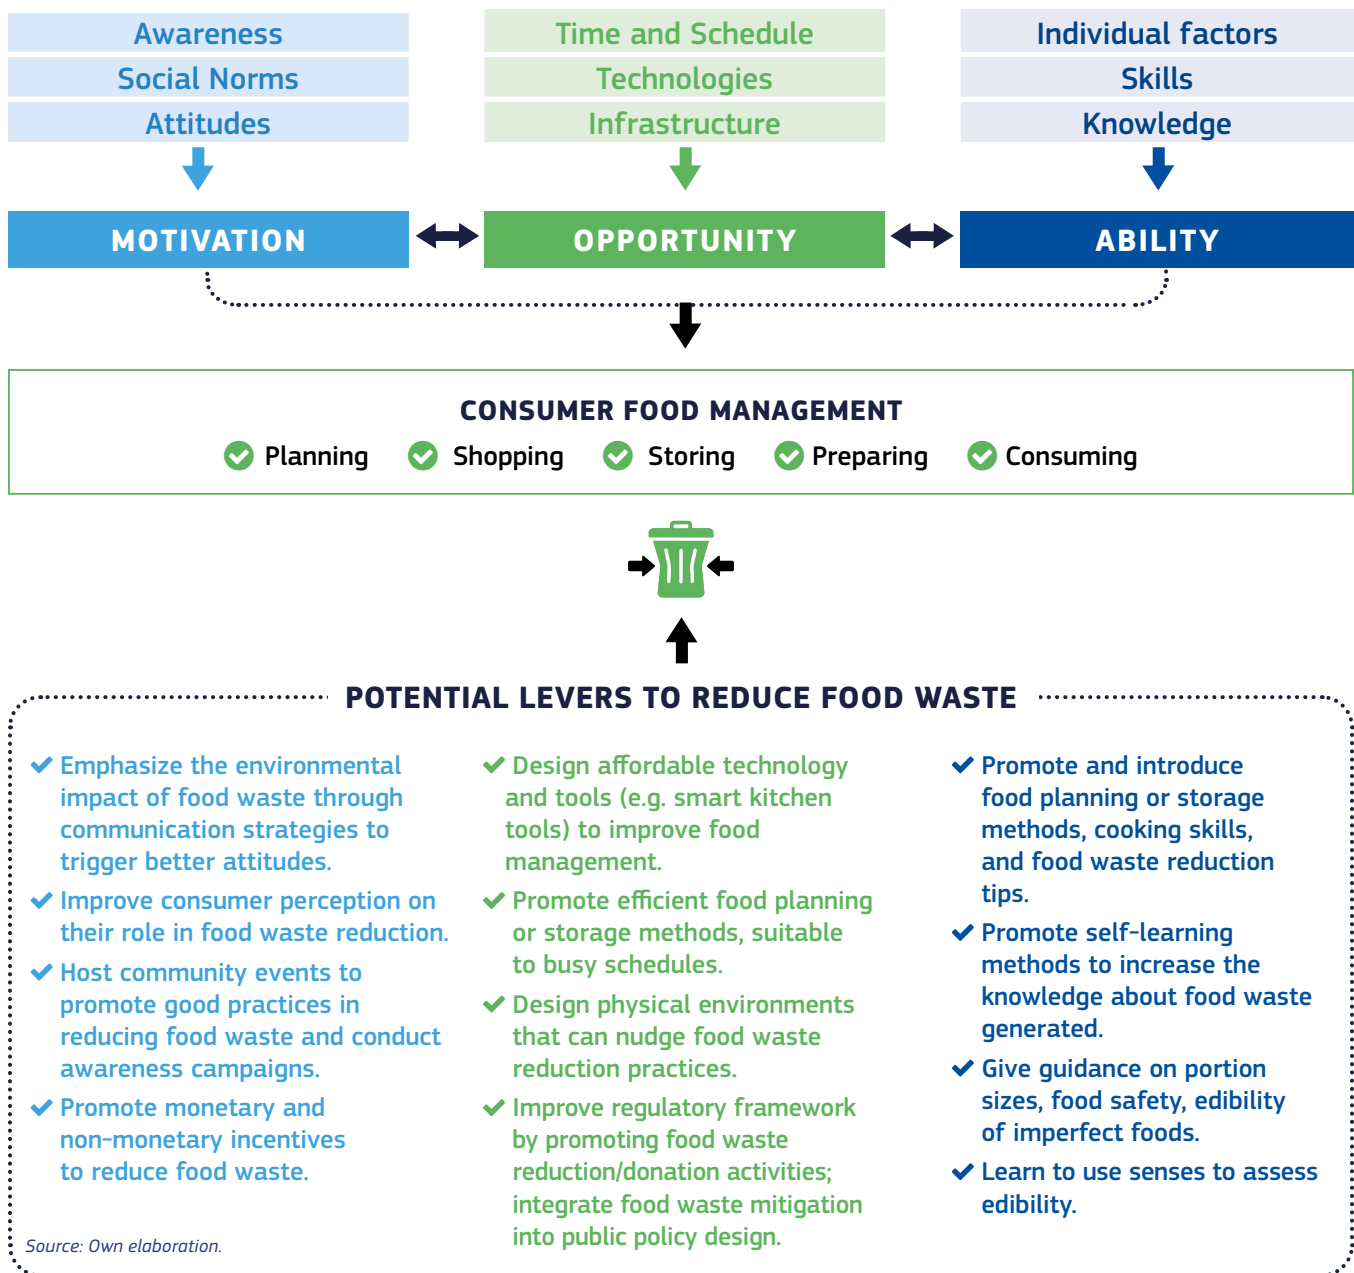 Awareness
Social Norms
Attitudes
Time and Schedule
Technologies
Infrastructure
Individual factors
Skills
Knowledge
MOTIVATION
OPPORTUNITY
ABILITY
CONSUMER FOOD MANAGEMENT
Planning
Shopping
Storing
Preparing
Consuming
POTENTIAL LEVERS TO REDUCE FOOD WASTE
Emphasize the environmental
impact of food waste through
communication strategies to
trigger better attitudes.
Improve consumer perception on
their role in food waste reduction.
Host community events to
promote good practices in
reducing food waste and conduct
awareness campaigns.
Promote monetary and
non-monetary incentives
to reduce food waste.
Design affordable technology
and tools (e.g. smart kitchen
tools) to improve food
management.
Promote efficient food planning
or storage methods, suitable
to busy schedules.
Design physical environments
that can nudge food waste
reduction practices.
Improve regulatory framework
by promoting food waste
reduction/donation activities;
integrate food waste mitigation
into public policy design.
Promote and introduce
food planning or storage
methods, cooking skills,
and food waste reduction
tips.
Promote self-learning
methods to increase the
knowledge about food waste
generated.
Give guidance on portion
sizes, food safety, edibility
of imperfect foods.
Learn to use senses to assess
edibility.
Source: Own elaboration.